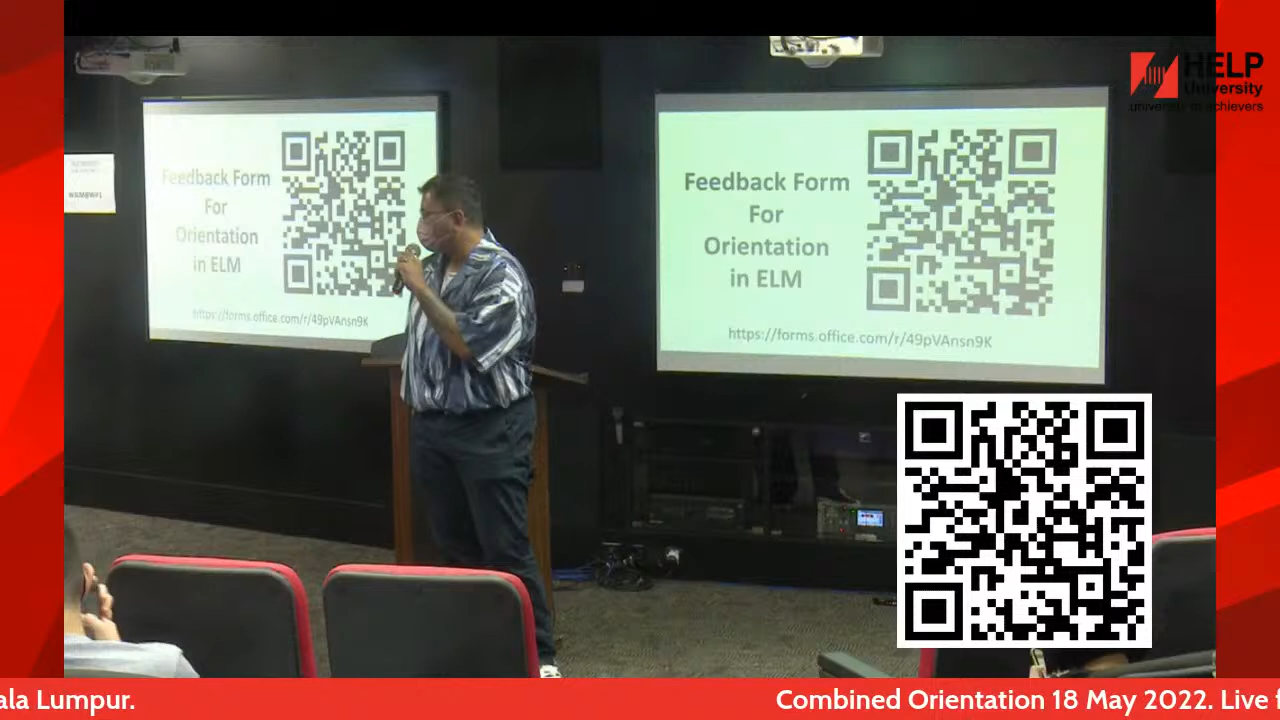 HELP
University
university of achievers
Feedback Form
For
Orientation
in ELM
https://forms.office.com/r/49pVAnsn9K
Feedback Form
For
Orientation
in ELM
https://forms.office.com/r/49pVAnsn9K
ala Lumpur.
Combined Orientation 18 May 2022. Live f